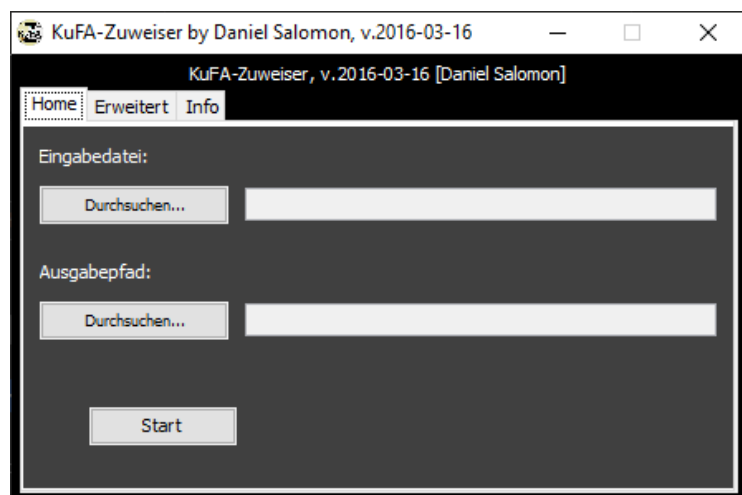 KuFA-Zuweiser by Daniel Salomon, v.2016-03-16
KuFA-Zuweiser, v.2016-03-16 [Daniel Salomon]
Home Erweitert Info
Eingabedatei:
Durchsuchen...
Ausgabepfad:
Durchsuchen...
Start